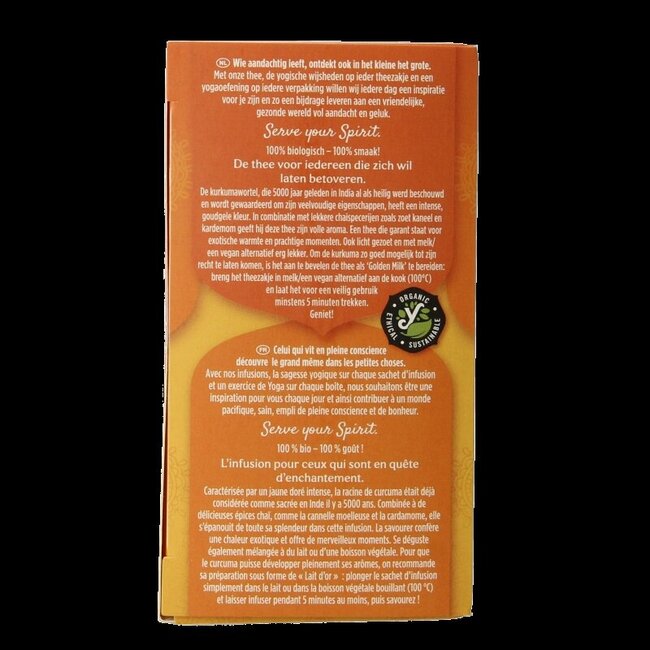 NL Wie aandachtig leeft, ontdekt ook in het kleine het grote.
Met onze thee, de yogische wijsheden op ieder theezakje en een
yogaoefening op iedere verpakking willen wij iedere dag een inspiratie
voor je zijn en zo een bijdrage leveren aan een vriendelijke,
gezonde wereld vol aandacht en geluk.
Serve your Spirit.
100% biologisch – 100% smaak!
De thee voor iedereen die zich wil
laten betoveren.
De kurkumawortel, die 5000 jaar geleden in India al als heilig werd beschouwd
en wordt gewaardeerd om zijn veelvoudige eigenschappen, heeft een intense,
goudgele kleur. In combinatie met lekkere chaispecerijen zoals zoet kaneel en
kardemom geeft hij deze thee zijn volle aroma. Een thee die garant staat voor
exotische warmte en prachtige momenten. Ook licht gezoet en met melk/
een vegan alternatief erg lekker. Om de kurkuma zo goed mogelijk tot zijn
recht te laten komen, is het aan te bevelen de thee als 'Golden Milk' te bereiden:
breng het theezakje in melk/een vegan alternatief aan de kook (100°C)
en laat het voor een veilig gebruik
minstens 5 minuten trekken.
Geniet!
ORGANIC
ETHICAL
SUSTAINABLE
y
FR Celui qui vit en pleine conscience
découvre le grand même dans les petites choses.
Avec nos infusions, la sagesse yogique sur chaque sachet d'infusion
et un exercice de Yoga sur chaque boîte, nous souhaitons être une
inspiration pour vous chaque jour et ainsi contribuer à un monde
pacifique, sain, empli de pleine conscience et de bonheur.
Serve your Spirit.
100 % bio – 100 % goût !
L'infusion pour ceux qui sont en quête
d'enchantement.
Caractérisée par un jaune doré intense, la racine de curcuma était déjà
considérée comme sacrée en Inde il y a 5000 ans. Combinée à de
délicieuses épices chaï, comme la cannelle moelleuse et la cardamome, elle
s'épanouit de toute sa splendeur dans cette infusion. La savourer confère
une chaleur exotique et offre de merveilleux moments. Se déguste
également mélangée à du lait ou d'une boisson végétale. Pour que
le curcuma puisse développer pleinement ses arômes, on recommande
sa préparation sous forme de « Lait d'or » : plonger le sachet d'infusion
simplement dans le lait ou dans la boisson végétale bouillant (100 °C)
et laisser infuser pendant 5 minutes au moins, puis savourez !